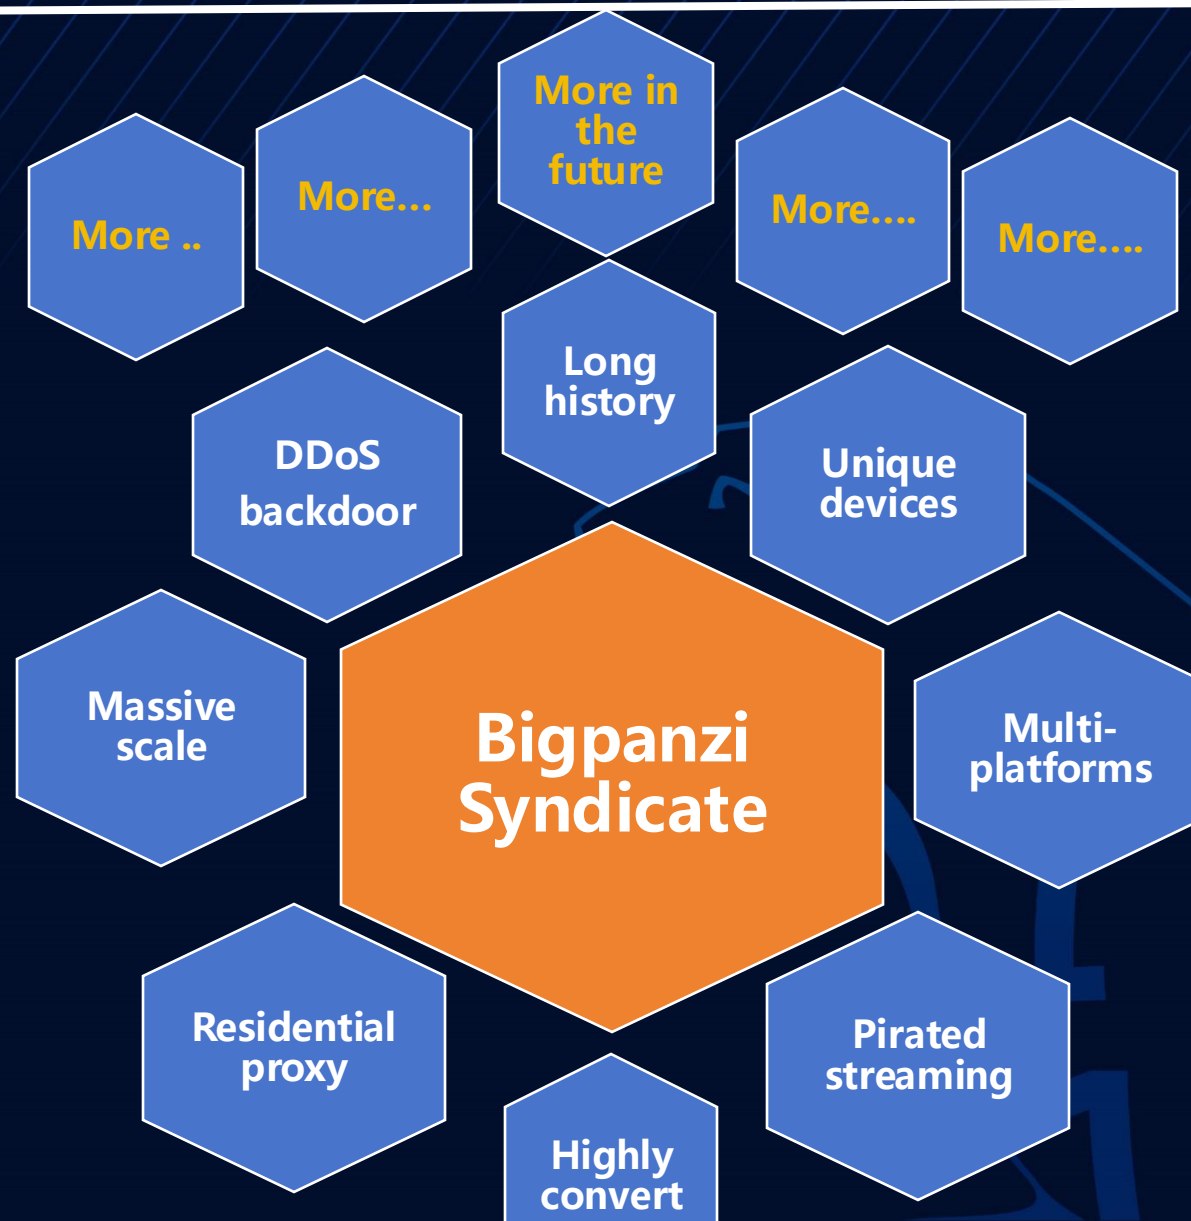 More in
the
future
More...
More....
More ..
More....
Long
history
DDoS
backdoor
Unique
devices
Massive
scale
Multi-
platforms
Bigpanzi
Syndicate
Residential
proxy
Pirated
streaming
Highly
convert